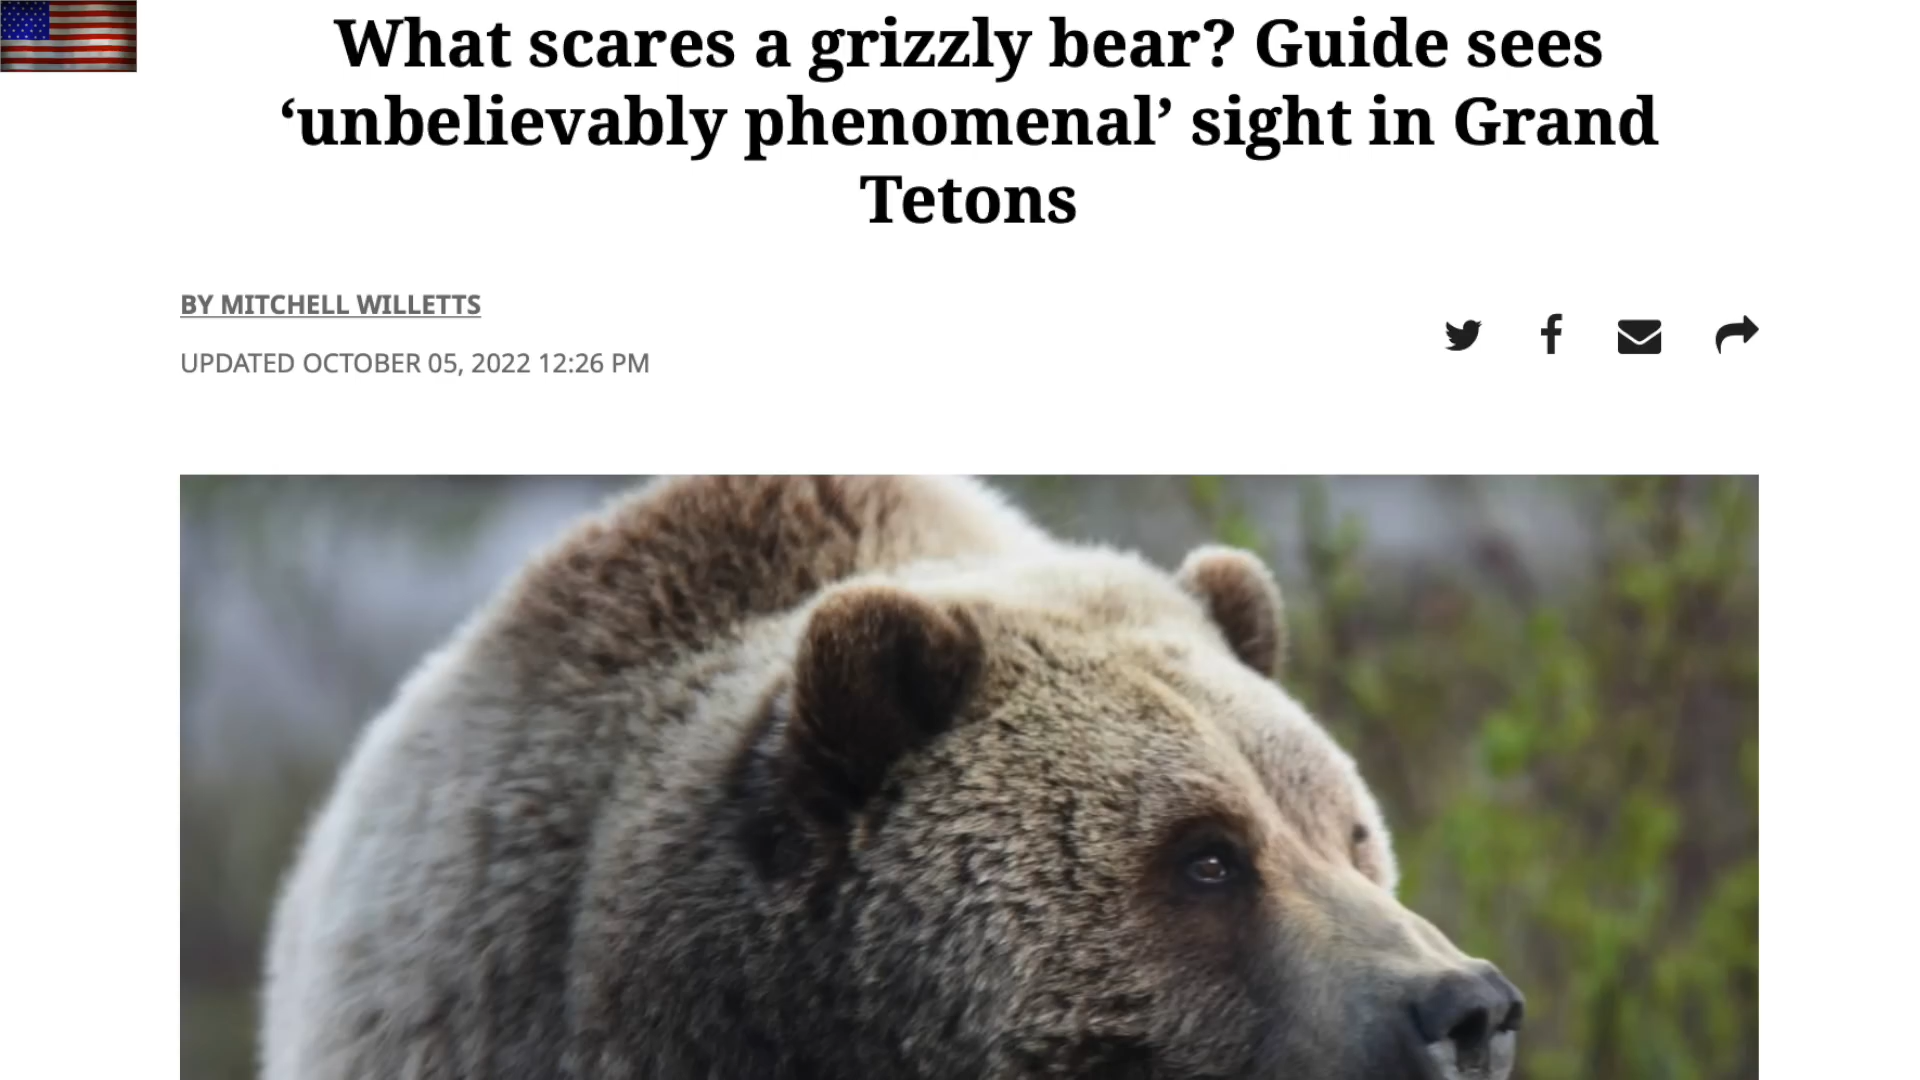 What scares a grizzly bear? Guide sees
‘unbelievably phenomenal’ sight in Grand
Tetons
BY MITCHELL WILLETTS
UPDATED OCTOBER 05, 2022 12:26 PM